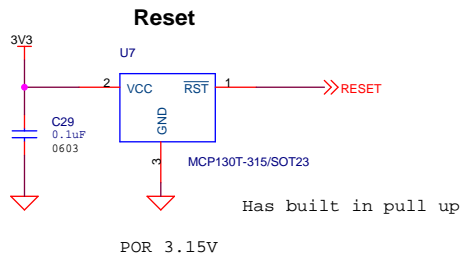 Reset
3V3
U7
2
VCC
RST
1
RESET
GND
3
C29
0.1uF
0603
MCP130T-315/SOT23
Has built in pull up
POR 3.15V